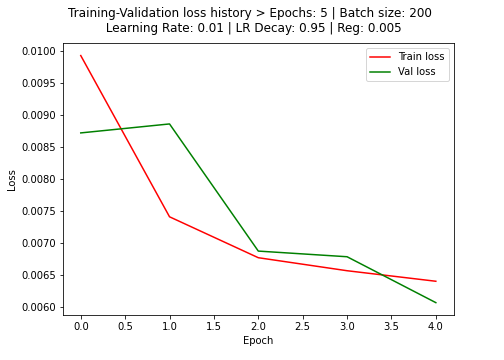 Training-Validation loss history > Epochs: 5 | Batch size: 200
Learning Rate: 0.01 | LR Decay: 0.95 | Reg: 0.005
Train loss
Val loss
Loss
0.0100
0.0095
0.0090
0.0085
0.0080
0.0075
0.0070
0.0065
0.0060
0.0 0.5 1.0 1.5 2.0 2.5 3.0 3.5 4.0
Epoch